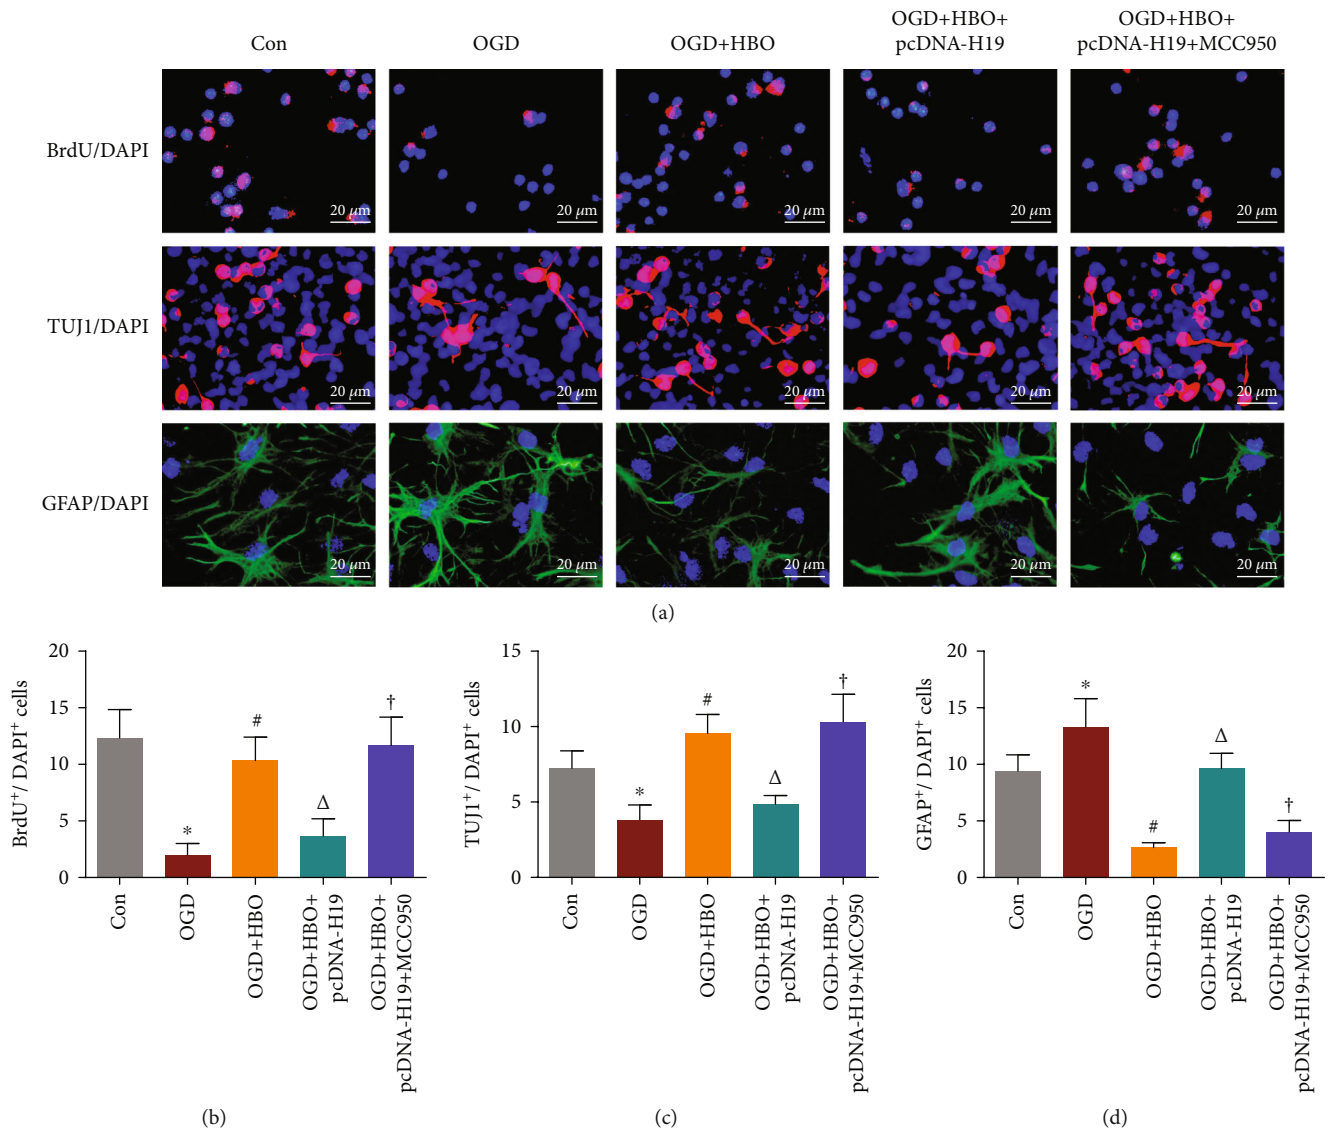 Con
OGD
OGD+HBO
OGD+HBO+
pcDNA-H19
OGD+HBO+
pcDNA-H19+MCC950
BrdU/DAPI
20 μm
20 μm
20 μm
20 μm
20 μm
TUJ1/DAPI
20 μm
20 μm
20 μm
20 μm
20 μm
GFAP/DAPI
20 μm
20 μm
20 μm
20 μm
20 μm
(a)
BrdU⁺/ DAPI⁺ cells
20
15
10
5
0
*
#
Δ
†
Con
OGD
OGD+HBO
OGD+HBO+
pcDNA-H19
OGD+HBO+
pcDNA-H19+MCC950
(b)
TUJ1⁺/ DAPI⁺ cells
15
10
5
0
*
#
Δ
†
Con
OGD
OGD+HBO
OGD+HBO+
pcDNA-H19
OGD+HBO+
pcDNA-H19+MCC950
(c)
GFAP⁺/ DAPI⁺ cells
20
15
10
5
0
*
#
Δ
†
Con
OGD
OGD+HBO
OGD+HBO+
pcDNA-H19
OGD+HBO+
pcDNA-H19+MCC950
(d)